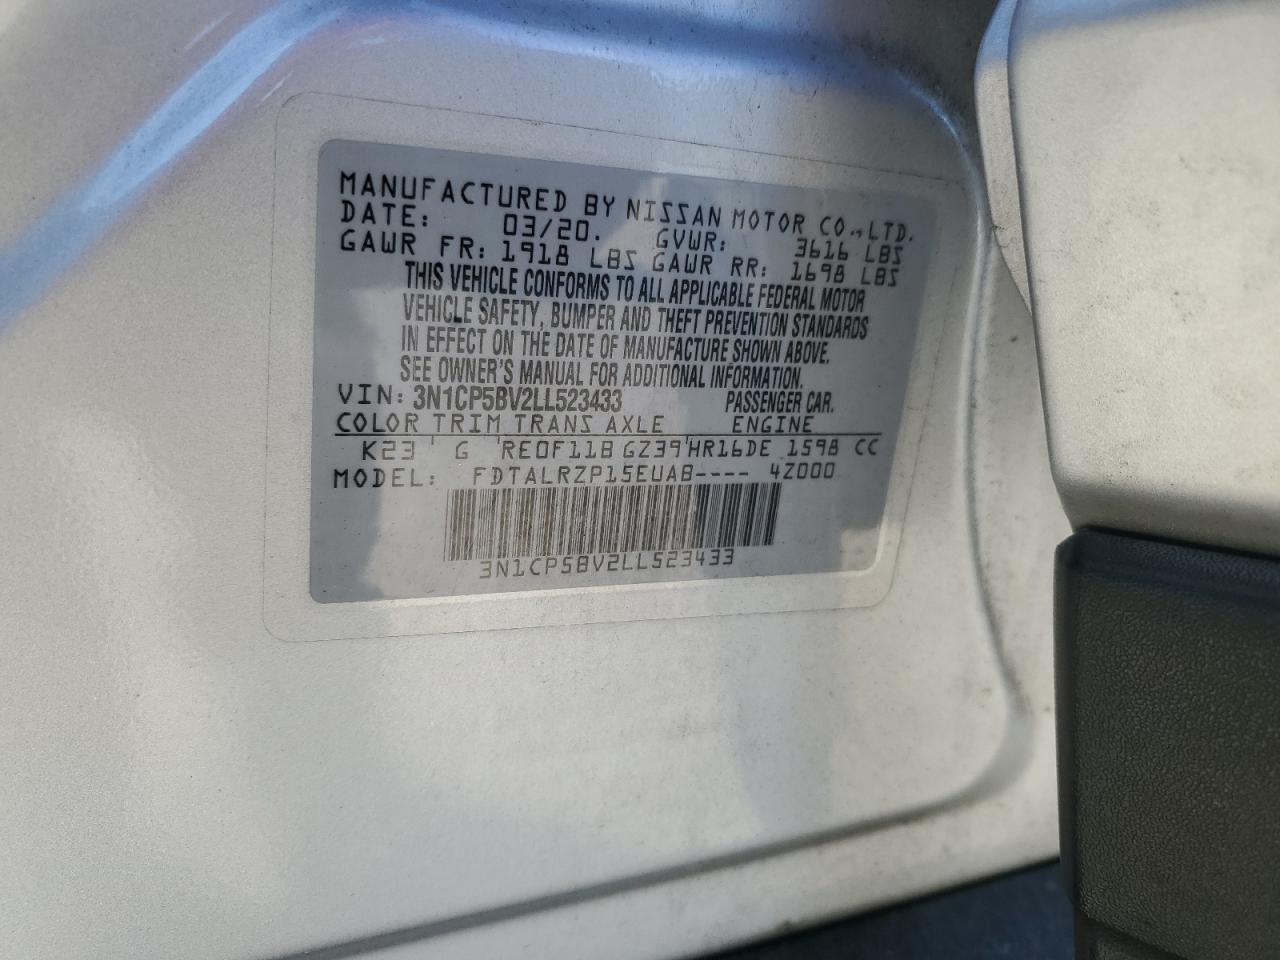 MANUFACTURED BY NISSAN MOTOR CO.,LTD.
DATE: 03/20. GVWR: 3616 LBS
GAWR FR: 1918 LBS GAWR RR: 1698 LBS
THIS VEHICLE CONFORMS TO ALL APPLICABLE FEDERAL MOTOR
VEHICLE SAFETY, BUMPER AND THEFT PREVENTION STANDARDS
IN EFFECT ON THE DATE OF MANUFACTURE SHOWN ABOVE.
SEE OWNER'S MANUAL FOR ADDITIONAL INFORMATION.
VIN: 3N1CP5BV2LL523433 PASSENGER CAR.
COLOR TRIM TRANS AXLE ENGINE
K23 ' G 'RE0F11B GZ39'HR16DE 1598 CC
MODEL: FDTALRZP15EUAB---- 4Z000
3N1CP5BV2LL523433